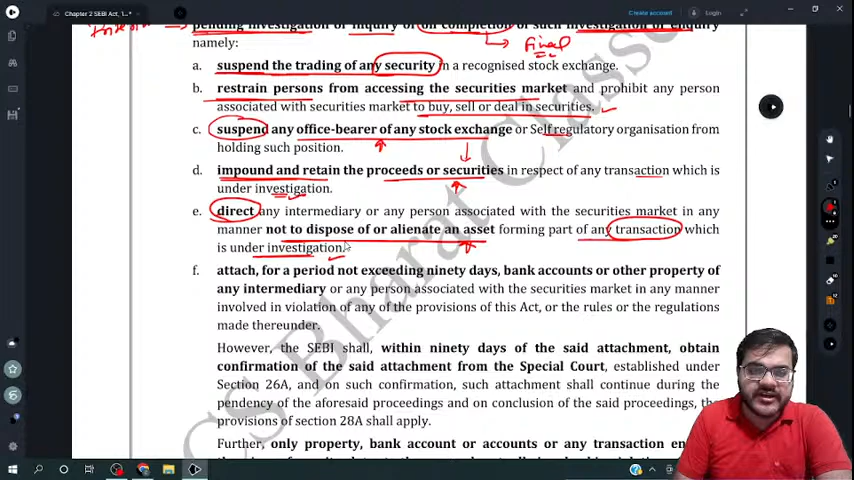 Chapter 2 SEBI Act, 1...*
Create account
Login
pending investigation or inquiry or on completion of such investigation or
namely:
Final
a. suspend the trading of any security in a recognised stock exchange.
b. restrain persons from accessing the securities market and prohibit any person
associated with securities market to buy, sell or deal in securities.
c. suspend any office-bearer of any stock exchange or Self regulatory organisation from
holding such position.
d. impound and retain the proceeds or securities in respect of any transaction which is
under investigation.
e. direct any intermediary or any person associated with the securities market in any
manner not to dispose of or alienate an asset forming part of any transaction which
is under investigation.
f. attach, for a period not exceeding ninety days, bank accounts or other property of
any intermediary or any person associated with the securities market in any manner
involved in violation of any of the provisions of this Act, or the rules or the regulations
made thereunder.
However, the SEBI shall, within ninety days of the said attachment, obtain
confirmation of the said attachment from the Special Court, established under
Section 26A, and on such confirmation, such attachment shall continue during the
pendency of the aforesaid proceedings and on conclusion of the said proceedings, the
provisions of section 28A shall apply.
Further, only property, bank account or accounts or any transaction
CS Bharat Classes